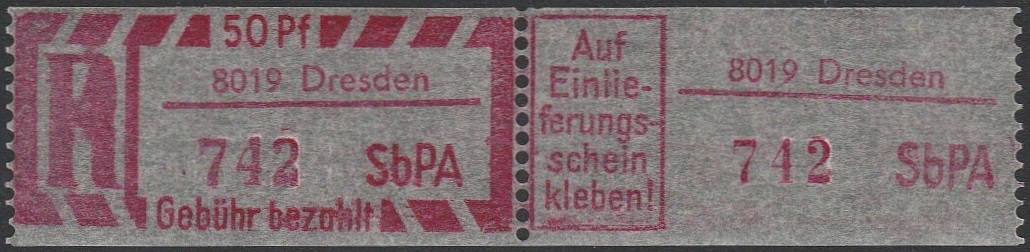 50 Pf
R
8019 Dresden
742 SbPA
Gebühr bezahlt
Auf
Einlie-
ferungs-
schein
kleben!
8019 Dresden
742 SbPA